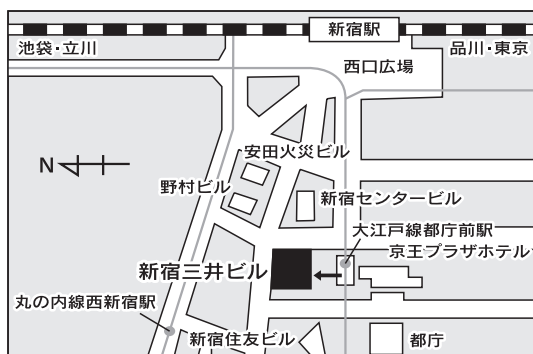 新宿駅
池袋・立川
品川・東京
西口広場
安田火災ビル
N
野村ビル
新宿センタービル
大江戸線都庁前駅
京王プラザホテル
新宿三井ビル
丸の内線西新宿駅
新宿住友ビル
都庁